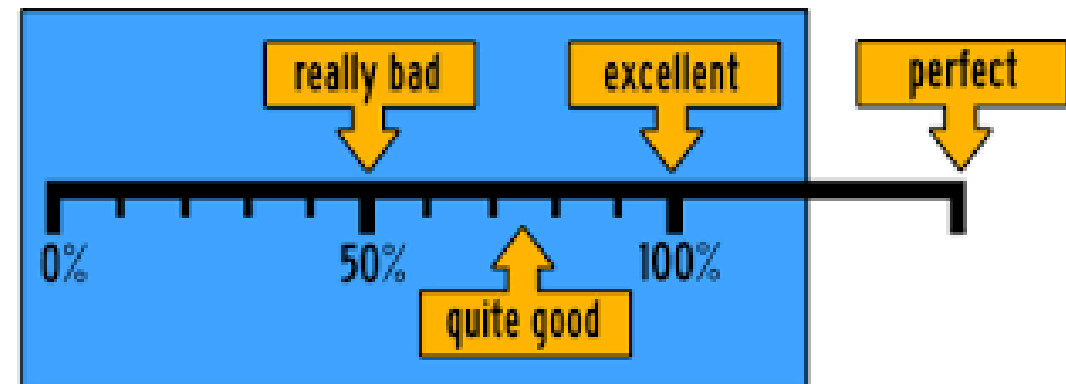 really bad
excellent
perfect
0%
50%
100%
quite good